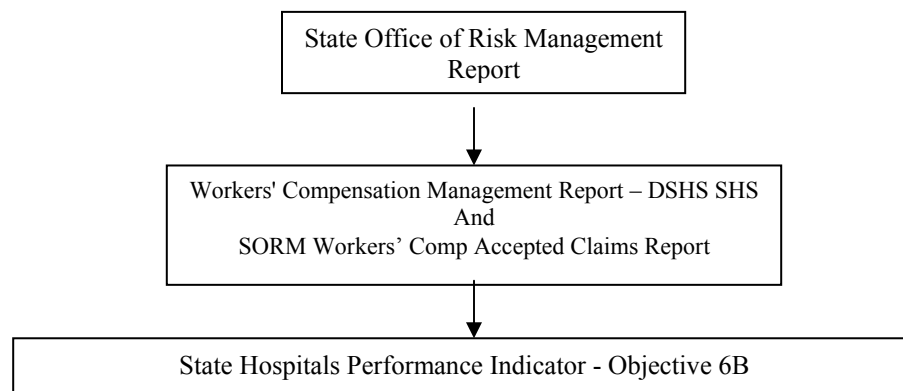 State Office of Risk Management
Report
Workers' Compensation Management Report – DSHS SHS
And
SORM Workers’ Comp Accepted Claims Report
State Hospitals Performance Indicator - Objective 6B